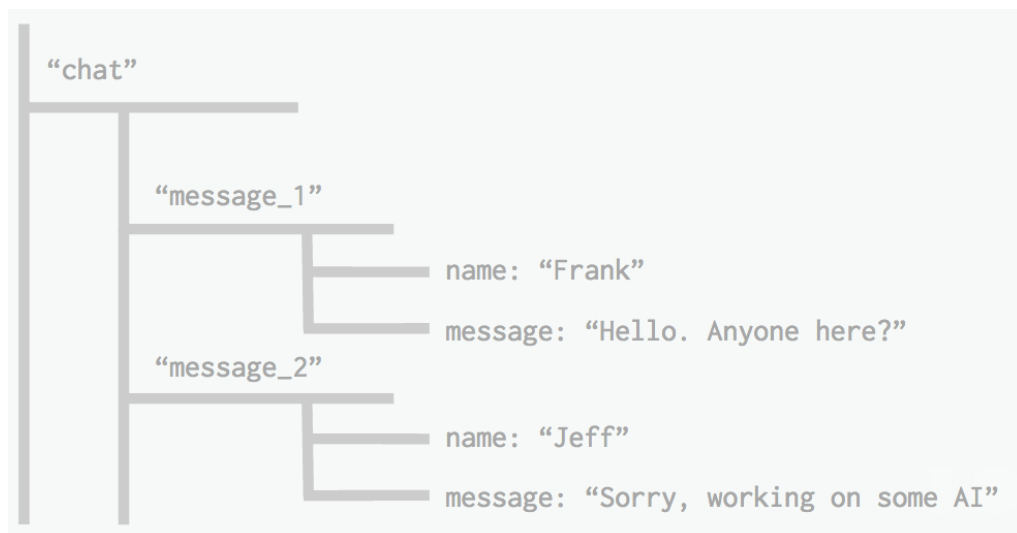 “chat”
“message_1”
name: “Frank”
message: “Hello. Anyone here?”
“message_2”
name: “Jeff”
message: “Sorry, working on some AI”